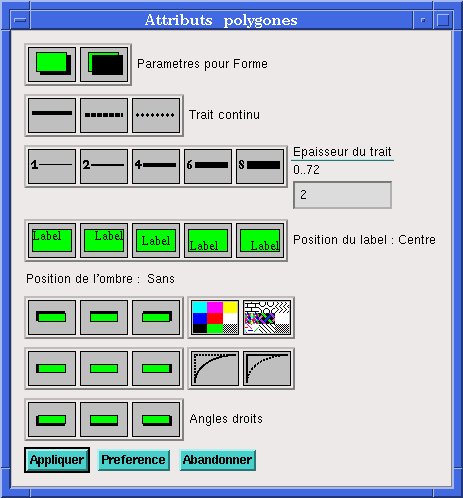 Attributs polygones
Parametres pour Forme
Trait continu
1 2 4 6 8
Epaisseur du trait
0..72
2
Label Label Label Label Label
Position du label : Centre
Position de l'ombre : Sans
Angles droits
Appliquer Preference Abandonner